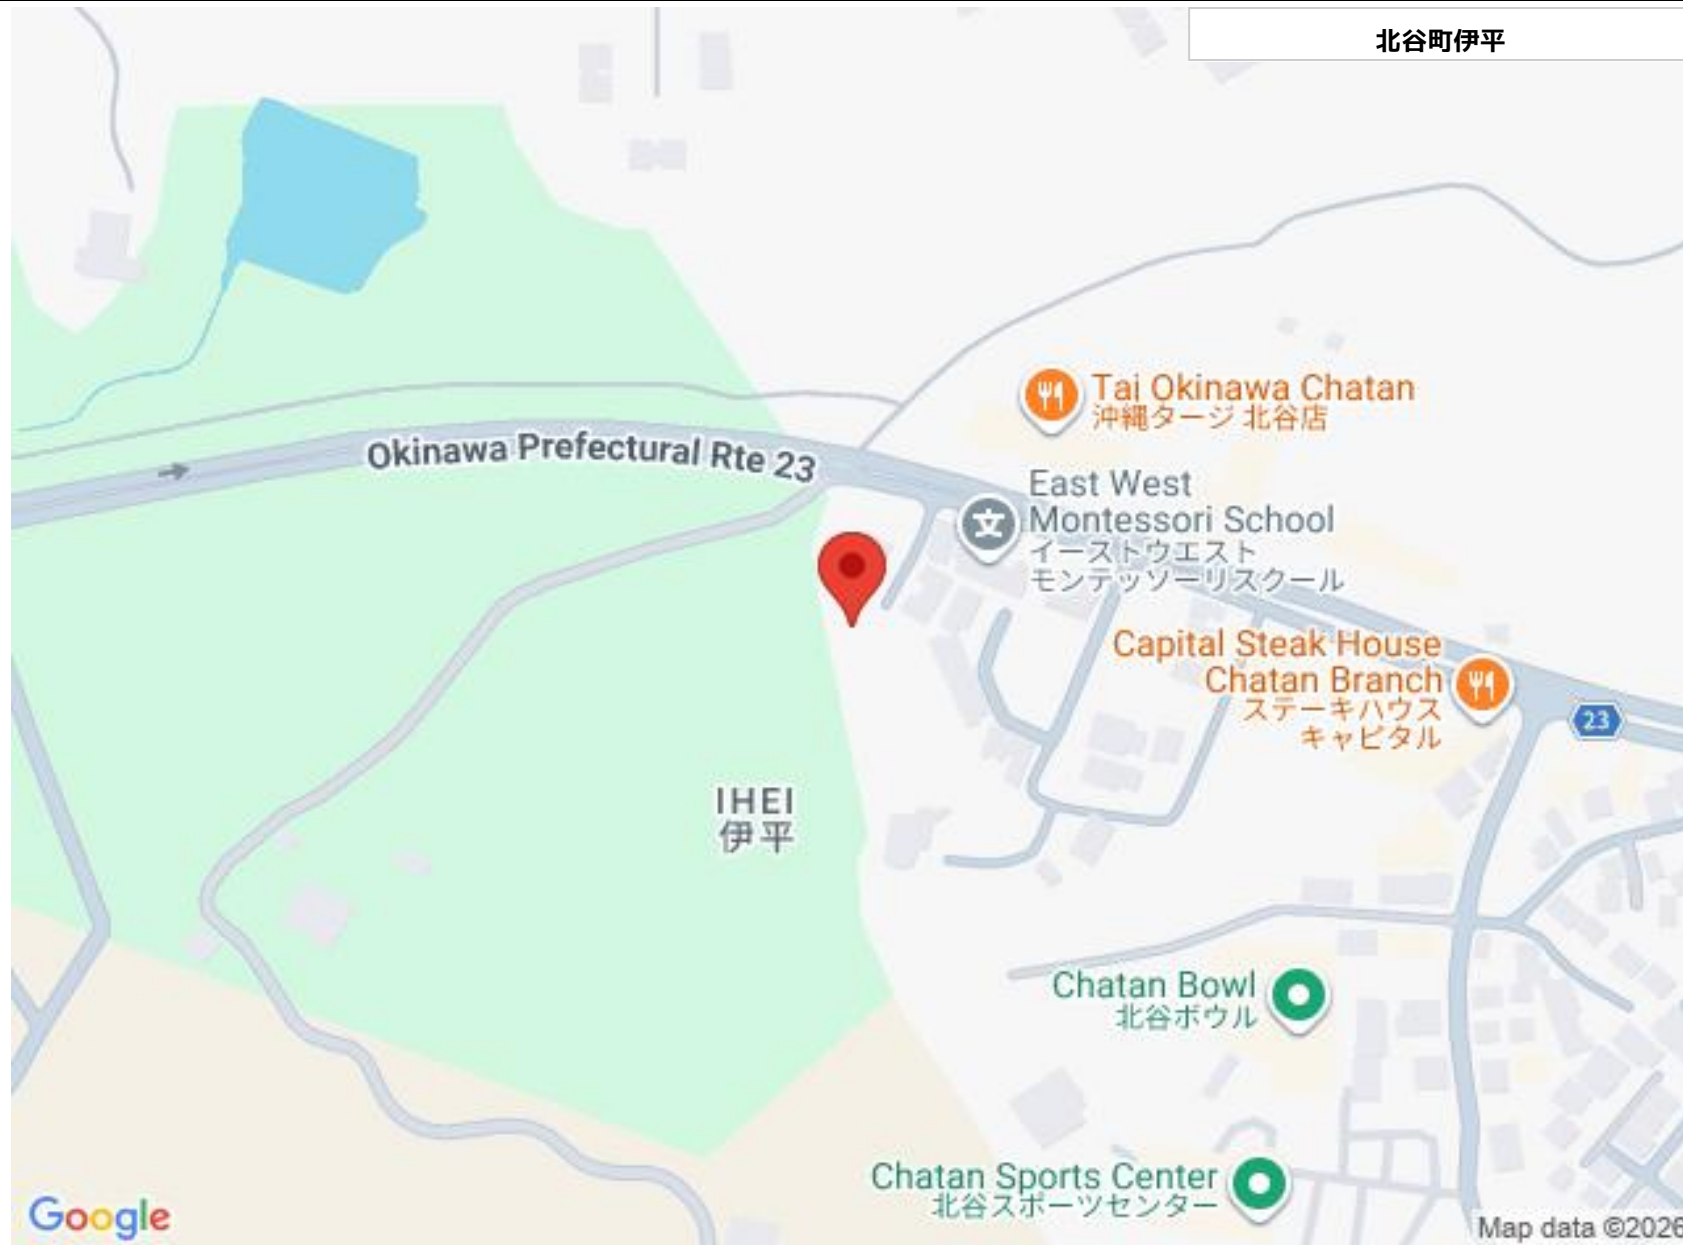 北谷町伊平
Tai Okinawa Chatan
沖縄タージ 北谷店
Okinawa Prefectural Rte 23
East West
Montessori School
イーストウエスト
モンテッソーリスクール
Capital Steak House
Chatan Branch
ステーキハウス
キャピタル
23
IHEI
伊平
Chatan Bowl
北谷ボウル
Chatan Sports Center
北谷スポーツセンター
Google
Map data ©2026